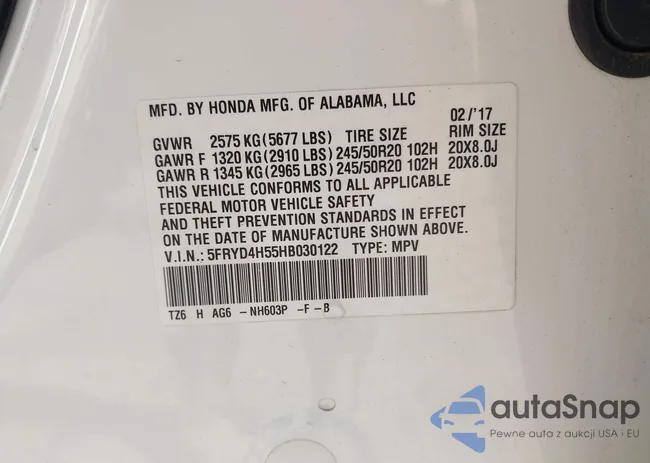 MFD. BY HONDA MFG. OF ALABAMA, LLC
02/'17
GVWR 2575 KG(5677 LBS) TIRE SIZE RIM SIZE
GAWR F 1320 KG(2910 LBS) 245/50R20 102H 20X8.0J
GAWR R 1345 KG(2965 LBS) 245/50R20 102H 20X8.0J
THIS VEHICLE CONFORMS TO ALL APPLICABLE
FEDERAL MOTOR VEHICLE SAFETY
AND THEFT PREVENTION STANDARDS IN EFFECT
ON THE DATE OF MANUFACTURE SHOWN ABOVE.
V.I.N.: 5FRYD4H55HB030122 TYPE: MPV
TZ6 H AG6 -NH603P -F-B
autaSnap
Pewne auta z aukcji USA i EU